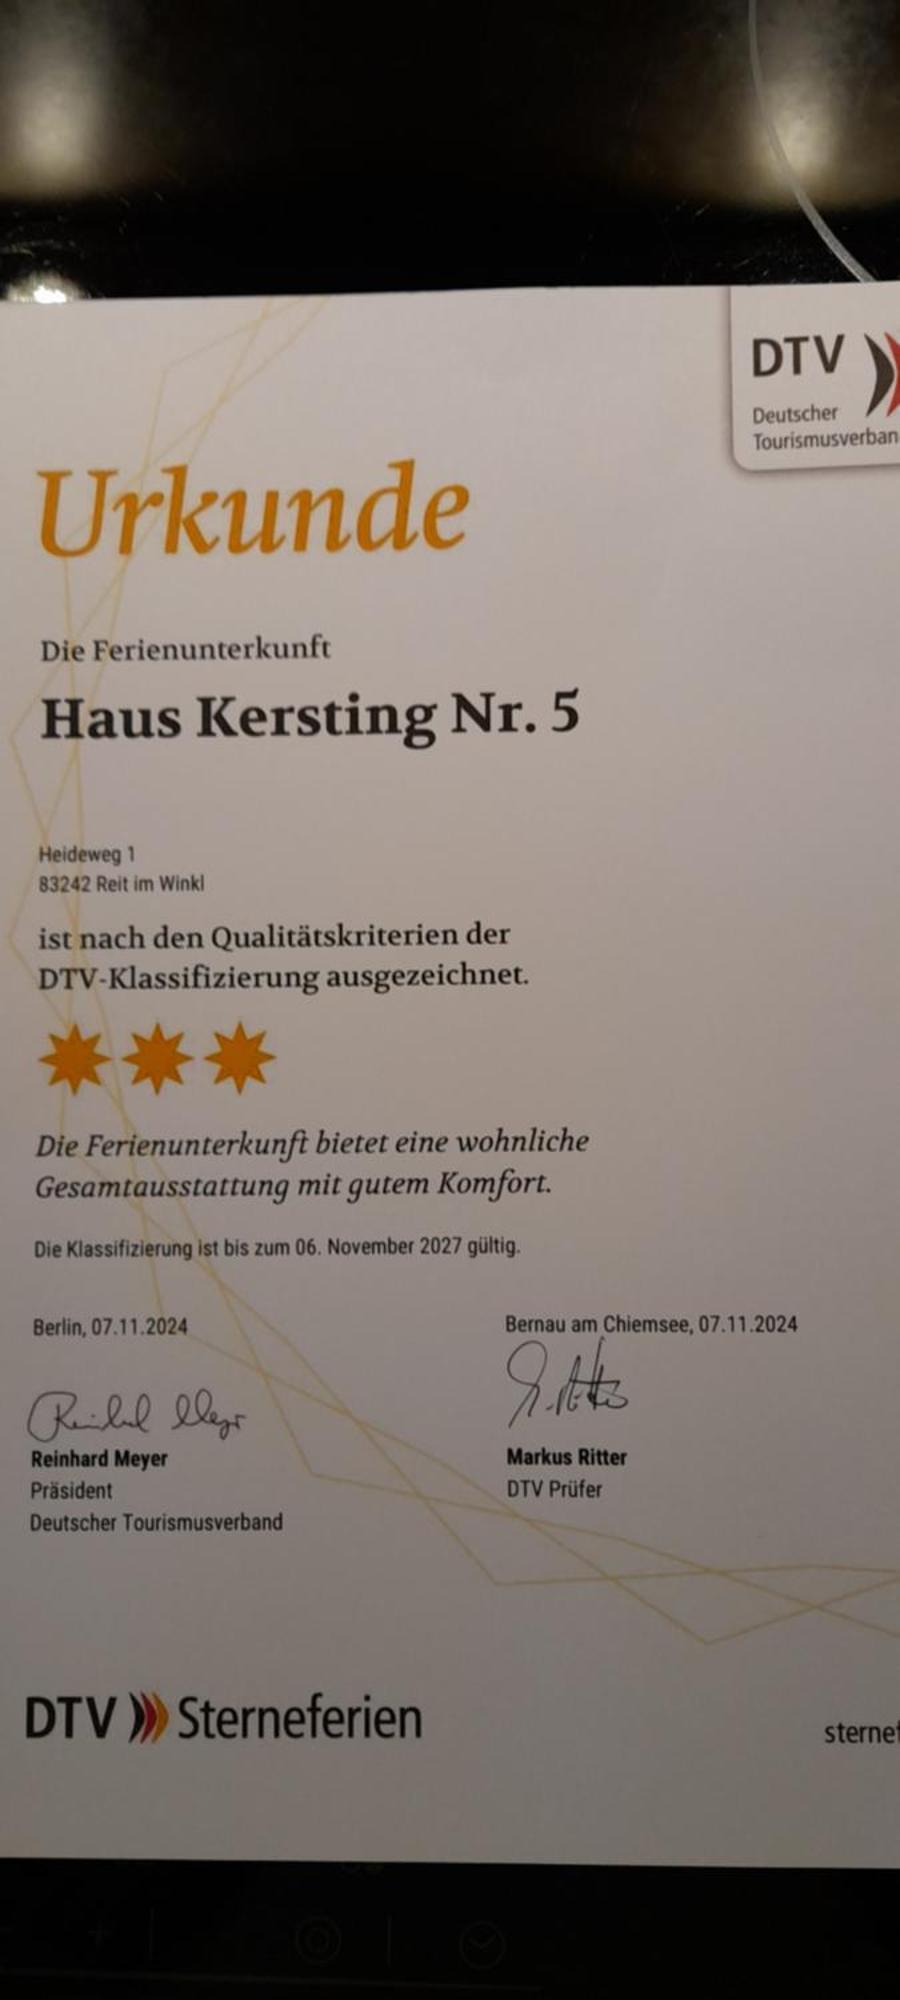 DTV
Deutscher
Tourismusverban
Urkunde
Die Ferienunterkunft
Haus Kersting Nr. 5
Heideweg 1
83242 Reit im Winkl
ist nach den Qualitätskriterien der
DTV-Klassifizierung ausgezeichnet.
Die Ferienunterkunft bietet eine wohnliche
Gesamtausstattung mit gutem Komfort.
Die Klassifizierung ist bis zum 06. November 2027 gültig.
Berlin, 07.11.2024
Reinhard Meyer
Präsident
Deutscher Tourismusverband
Bernau am Chiemsee, 07.11.2024
Markus Ritter
DTV Prüfer
DTV Sterneferien